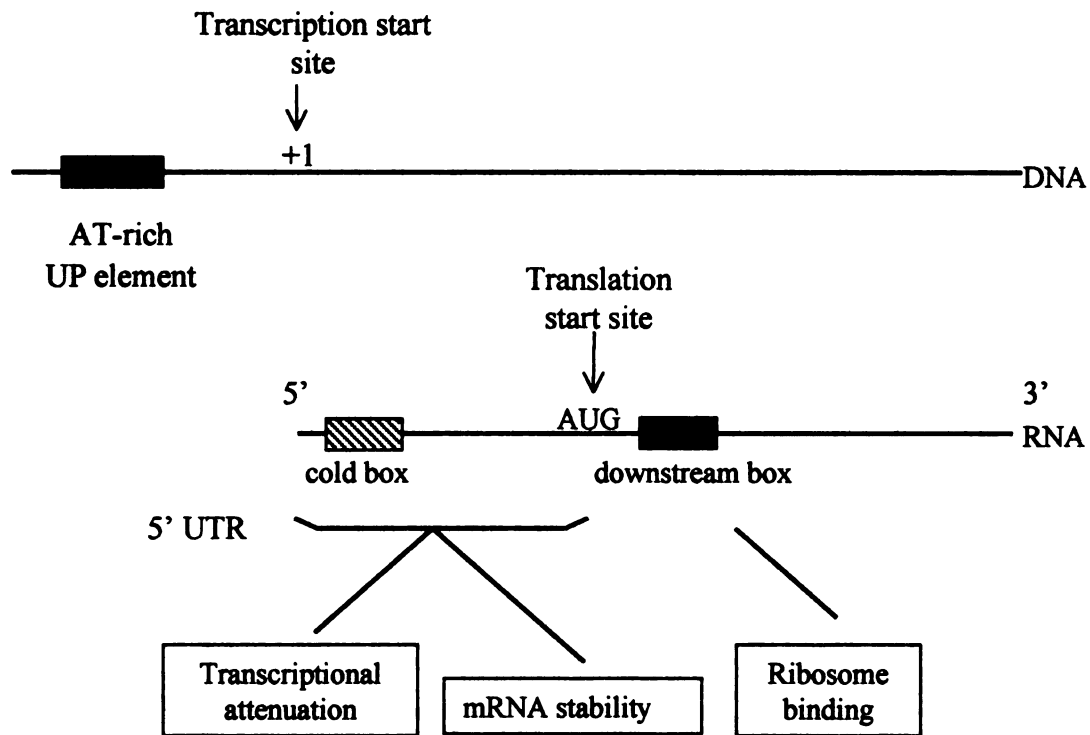 Transcription start
site
+1
DNA
AT-rich
UP element
Translation
start site
5’
3’
AUG
RNA
cold box
downstream box
5’ UTR
Transcriptional
attenuation
mRNA stability
Ribosome
binding